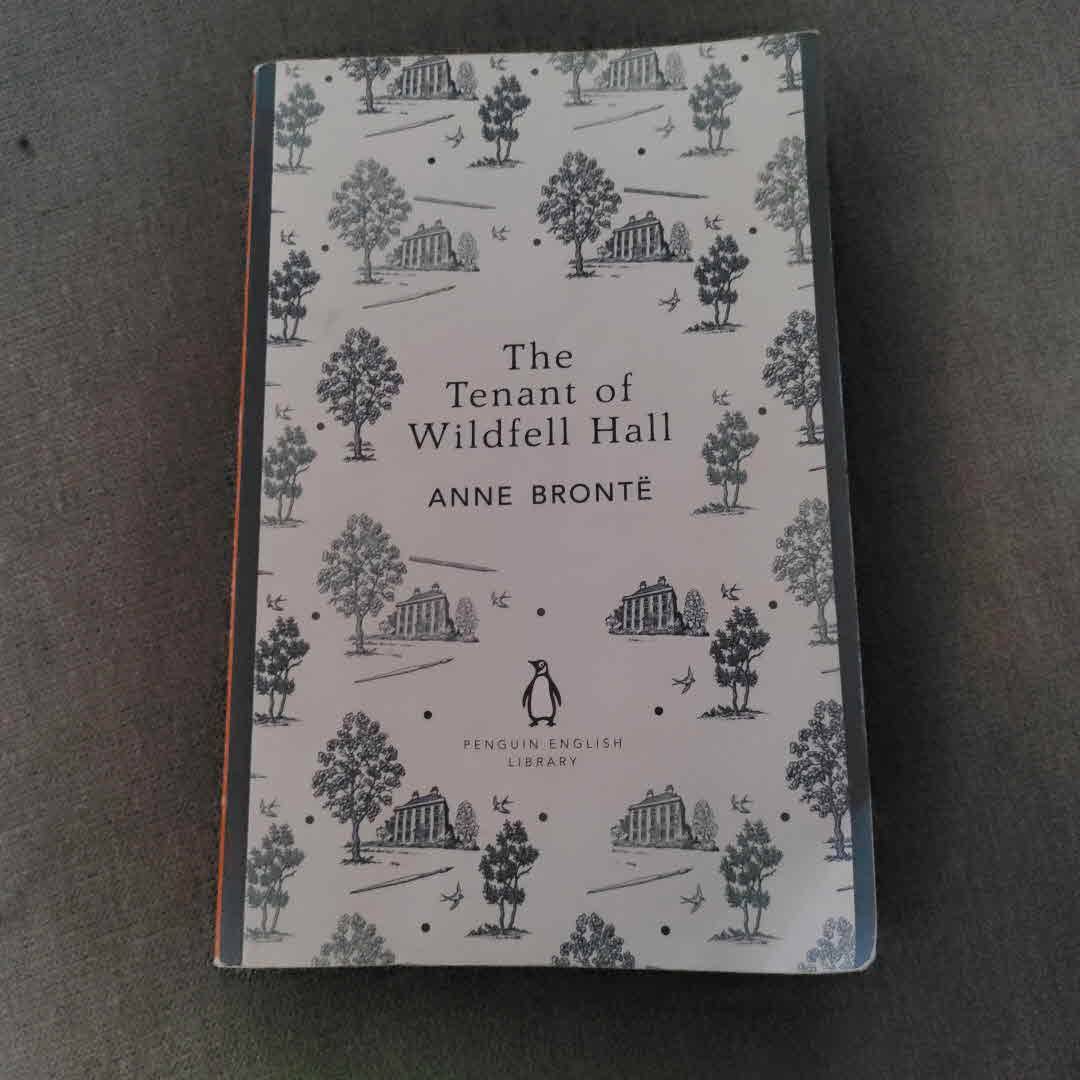 The
Tenant of
Wildfell Hall
ANNE BRONTË
PENGUIN ENGLISH
LIBRARY